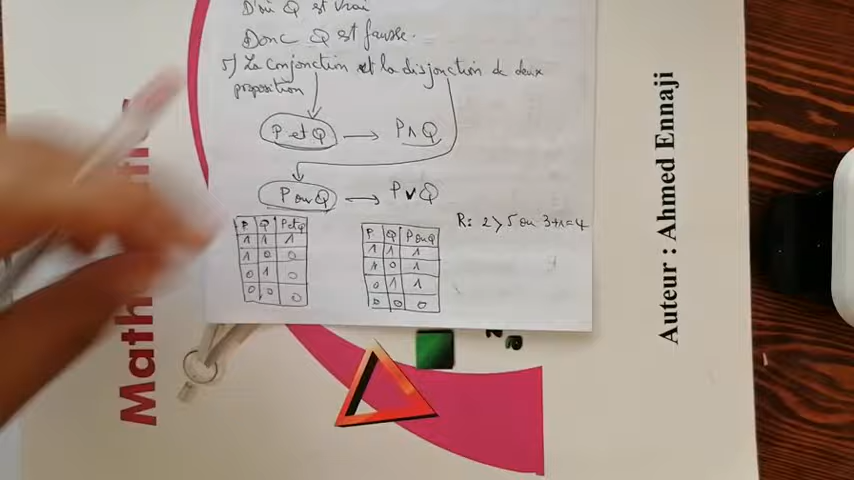 D'où Q est vrai
Donc Q est fausse.
5) La conjonction et la disjonction de deux
proposition
P et Q → P∧Q
P ou Q → P∨Q
P Q P et Q
1 1 1
1 0 0
0 1 0
0 0 0
P Q P ou Q
1 1 1
1 0 1
0 1 1
0 0 0
R: 2 > 5 ou 3+1=4
Auteur : Ahmed Ennaji
Math